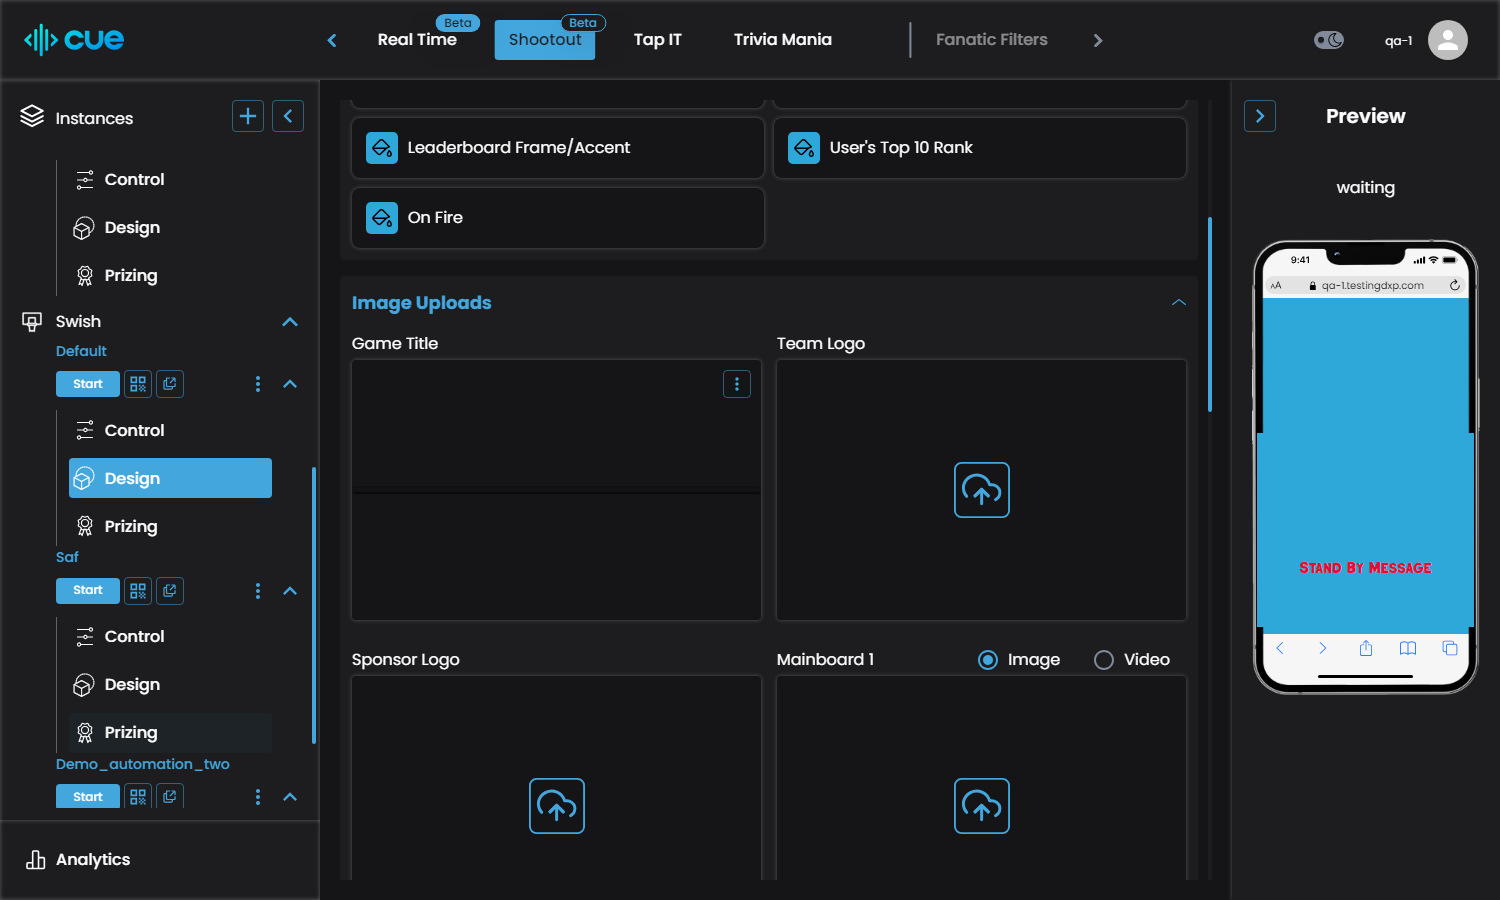 cue
Real Time
Beta
Shootout
Beta
Tap IT
Trivia Mania
Fanatic Filters
qa-1
Instances
Control
Design
Prizing
Swish
Default
Start
Control
Design
Prizing
Saf
Start
Control
Design
Prizing
Demo_automation_two
Start
Analytics
Leaderboard Frame/Accent
User's Top 10 Rank
On Fire
Image Uploads
Game Title
Team Logo
Sponsor Logo
Mainboard 1
Image
Video
Preview
waiting
9:41
AA
qa-1.testingdxp.com
Stand By Message